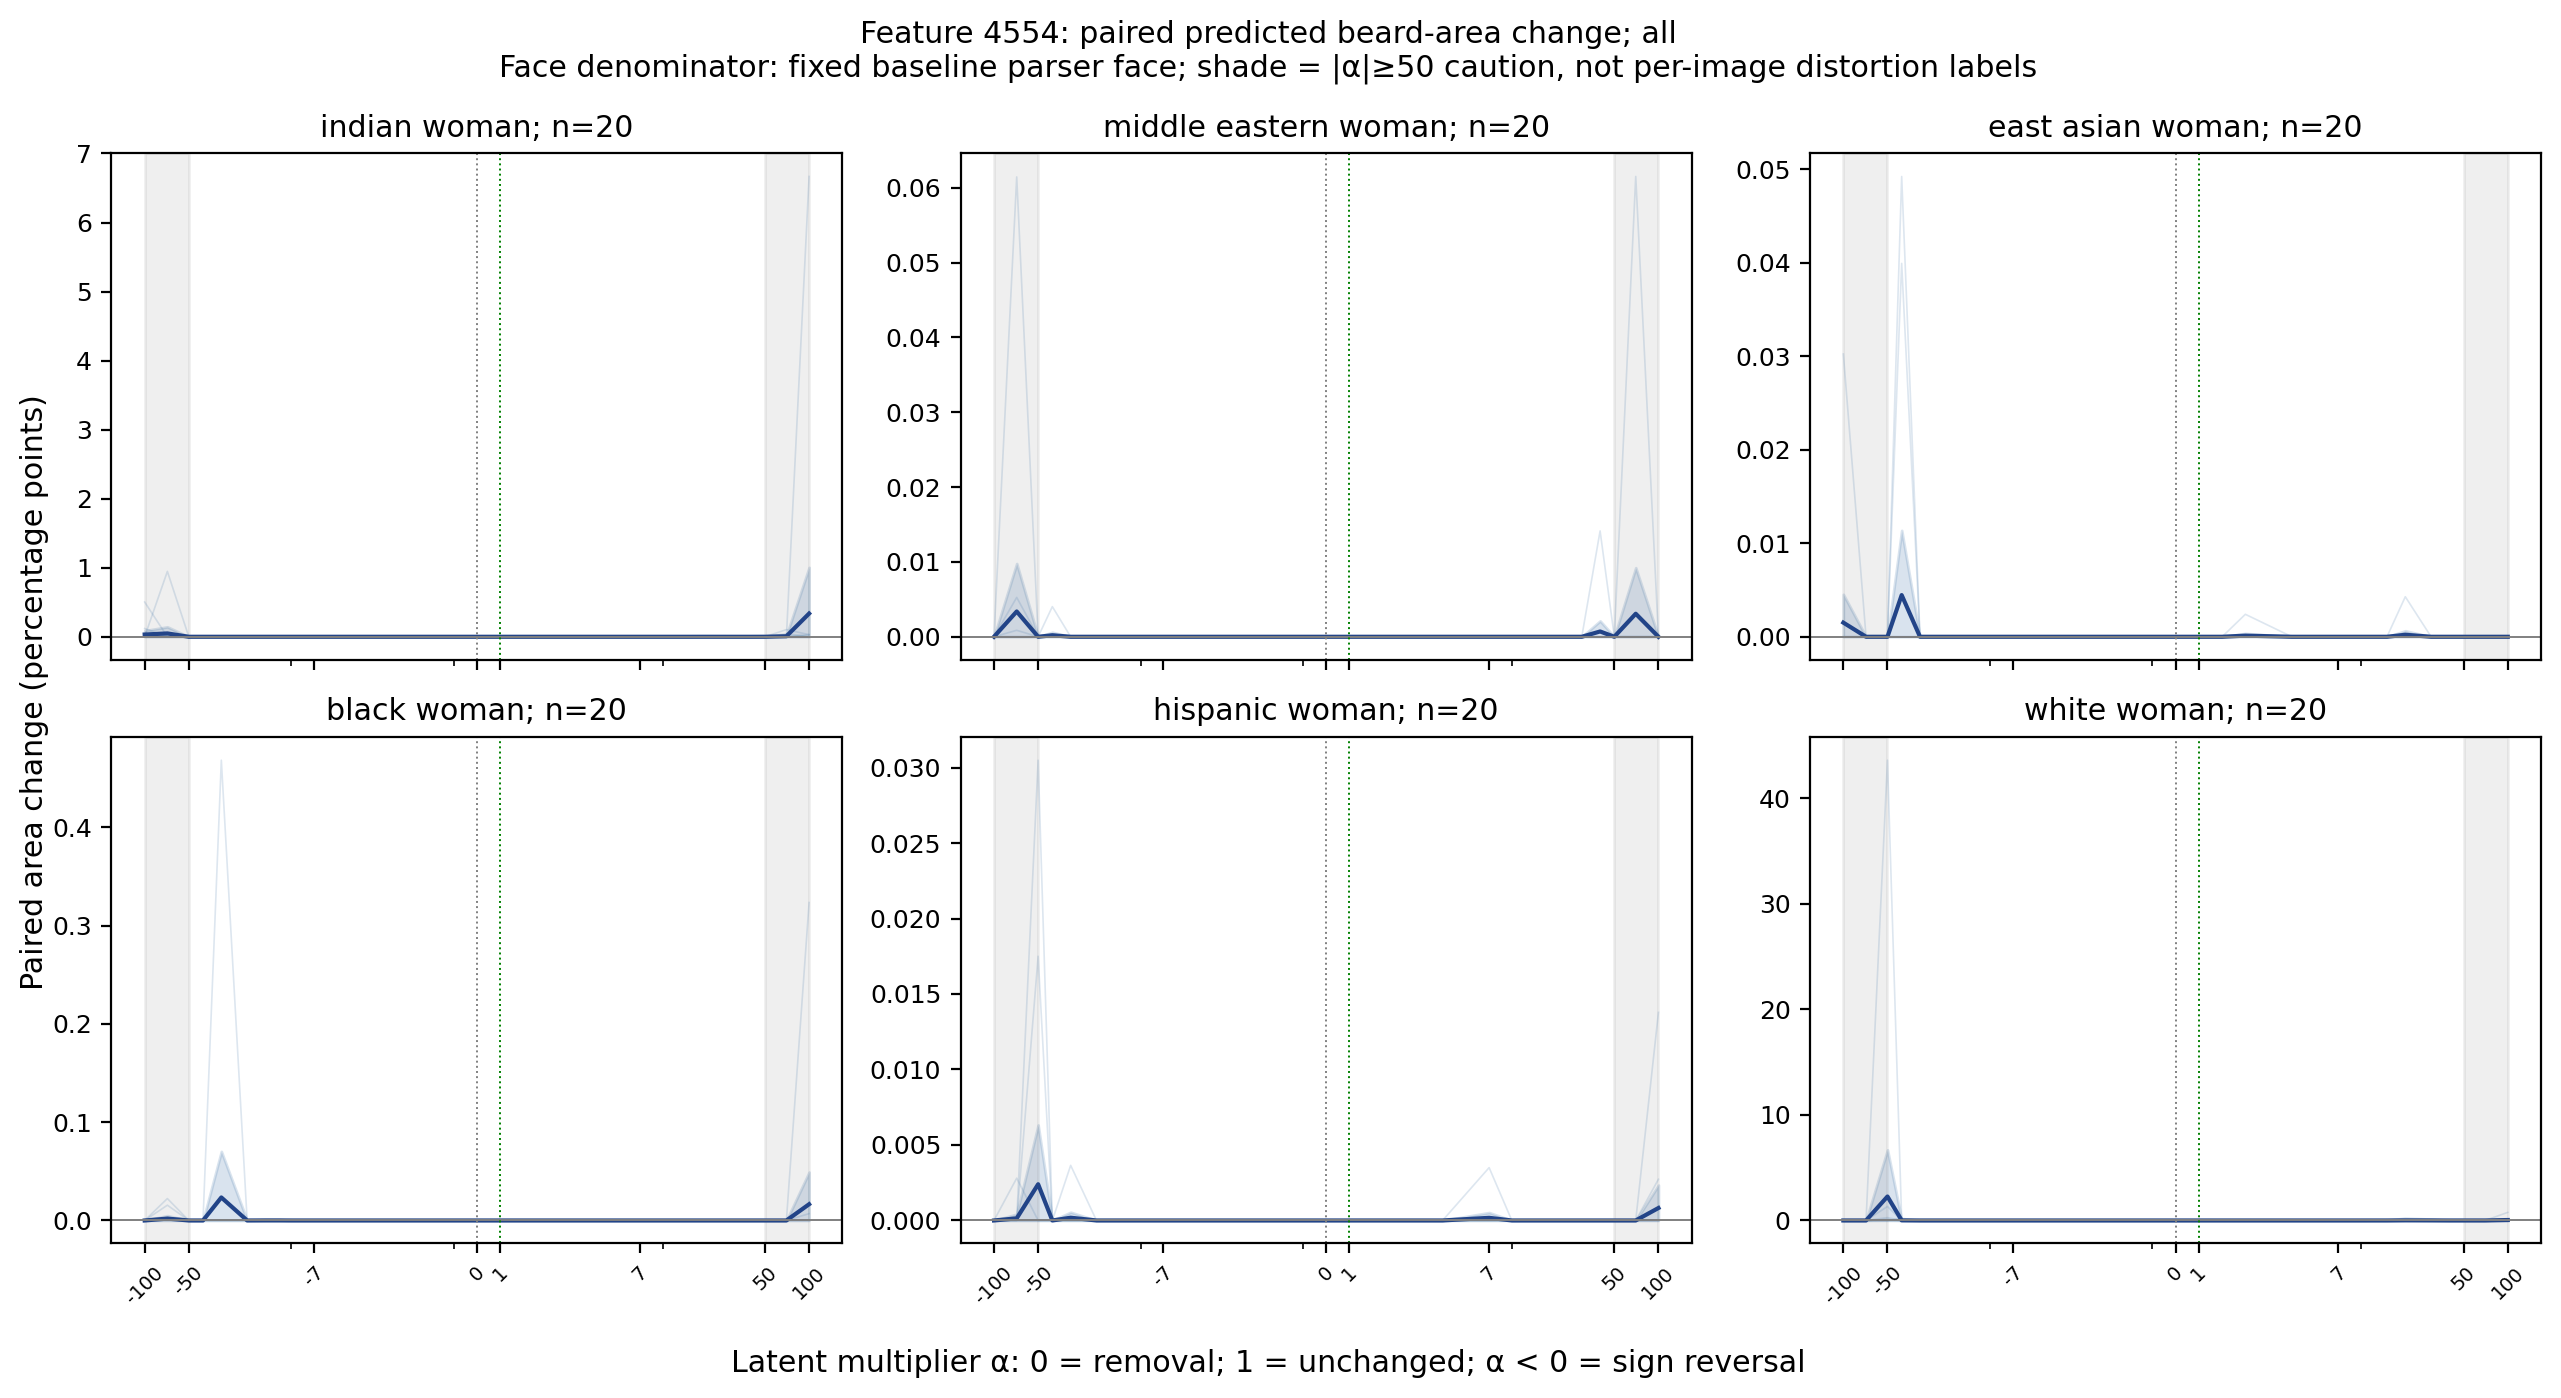 Feature 4554: paired predicted beard-area change; all
Face denominator: fixed baseline parser face; shade = |α|≥50 caution, not per-image distortion labels
Paired area change (percentage points)
indian woman; n=20
7
6
5
4
3
2
1
0
middle eastern woman; n=20
0.06
0.05
0.04
0.03
0.02
0.01
0.00
east asian woman; n=20
0.05
0.04
0.03
0.02
0.01
0.00
black woman; n=20
0.4
0.3
0.2
0.1
0.0
-100 -50 -7 0 1 7 50 100
hispanic woman; n=20
0.030
0.025
0.020
0.015
0.010
0.005
0.000
-100 -50 -7 0 1 7 50 100
white woman; n=20
40
30
20
10
0
-100 -50 -7 0 1 7 50 100
Latent multiplier α: 0 = removal; 1 = unchanged; α < 0 = sign reversal